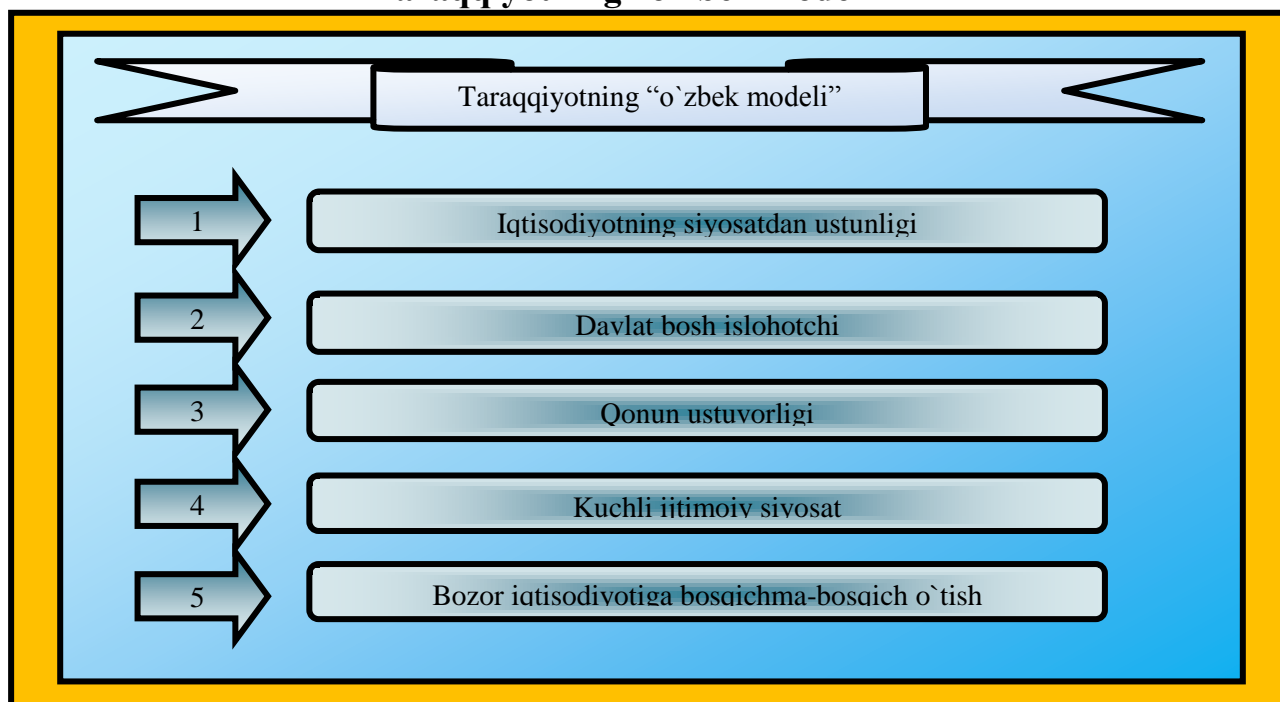 Taraqqiyotning “o`zbek modeli”
1
Iqtisodiyotning siyosatdan ustunligi
2
Davlat bosh islohotchi
3
Qonun ustuvorligi
4
Kuchli ijtimoiy siyosat
5
Bozor iqtisodiyotiga bosqichma-bosqich o`tish